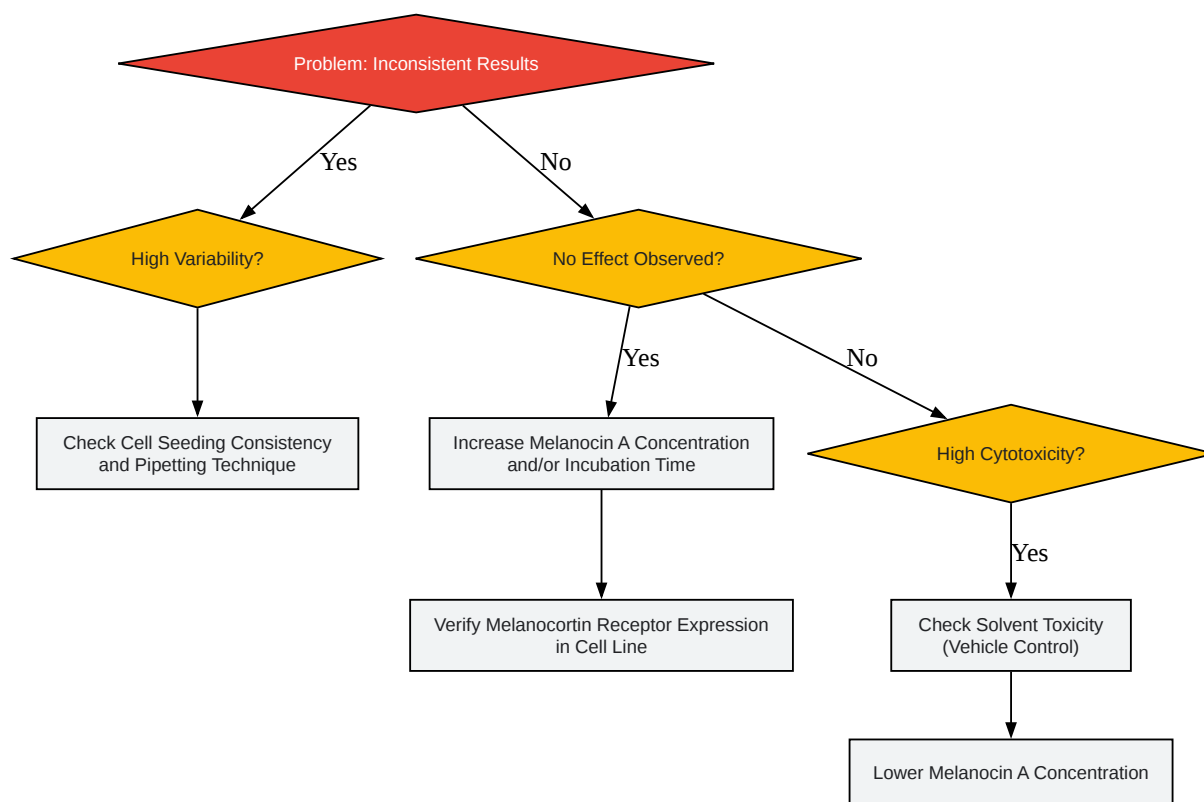 Problem: Inconsistent Results
Yes
No
High Variability?
No Effect Observed?
Yes
No
Check Cell Seeding Consistency
and Pipetting Technique
Increase Melanocin A Concentration
and/or Incubation Time
High Cytotoxicity?
Yes
Verify Melanocortin Receptor Expression
in Cell Line
Check Solvent Toxicity
(Vehicle Control)
Lower Melanocin A Concentration